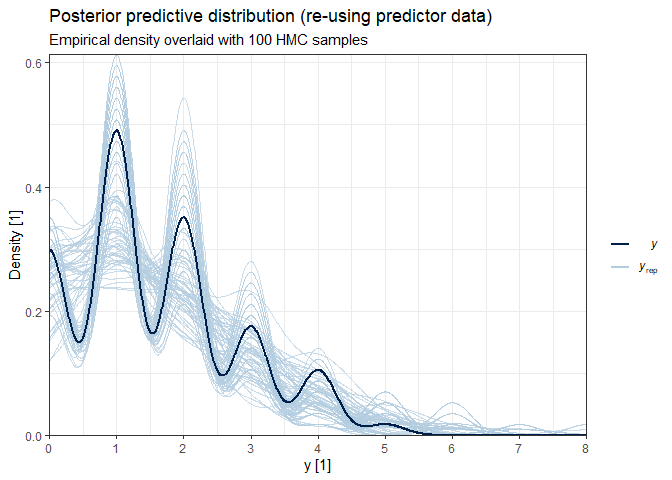 Posterior predictive distribution (re-using predictor data)
Empirical density overlaid with 100 HMC samples
0.6
0.4
0.2
0.0
Density [1]
0 1 2 3 4 5 6 7 8
y [1]
y
y rep